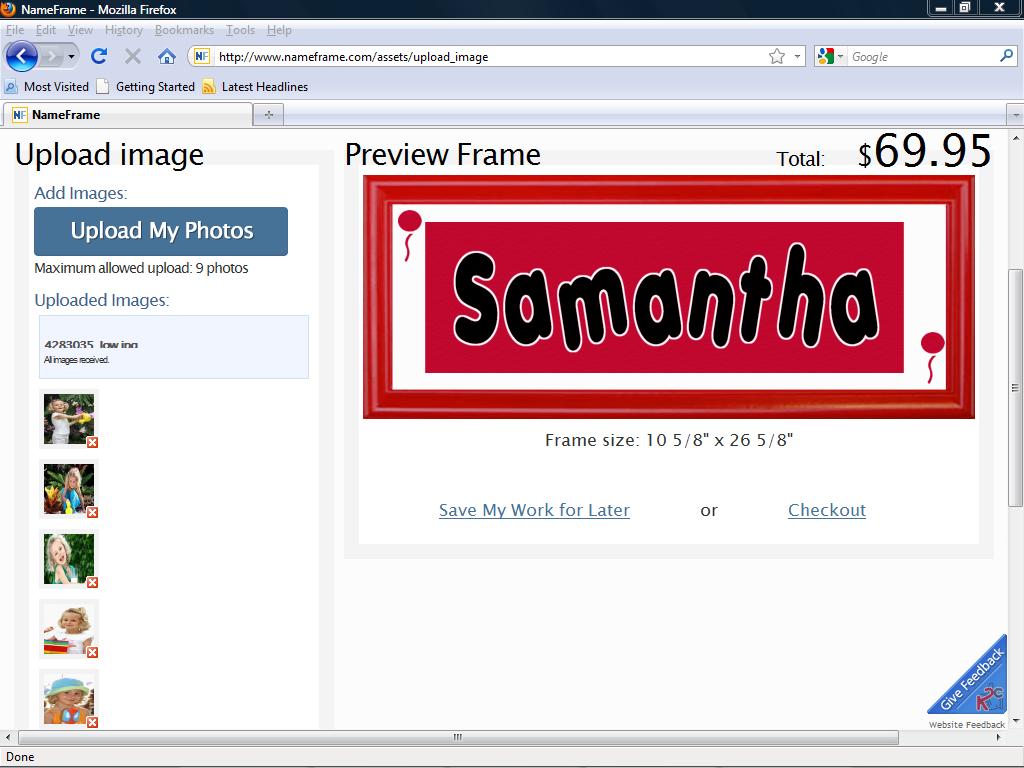 NameFrame - Mozilla Firefox
File Edit View History Bookmarks Tools Help
NF http://www.nameframe.com/assets/upload_image
Google
Most Visited Getting Started Latest Headlines
NF NameFrame
Upload image
Add Images:
Upload My Photos
Maximum allowed upload: 9 photos
Uploaded Images:
4283035_low.jpg
All images received.
Preview Frame
Total: $69.95
Samantha
Frame size: 10 5/8" x 26 5/8"
Save My Work for Later or Checkout
Give Feedback
Website Feedback
Done